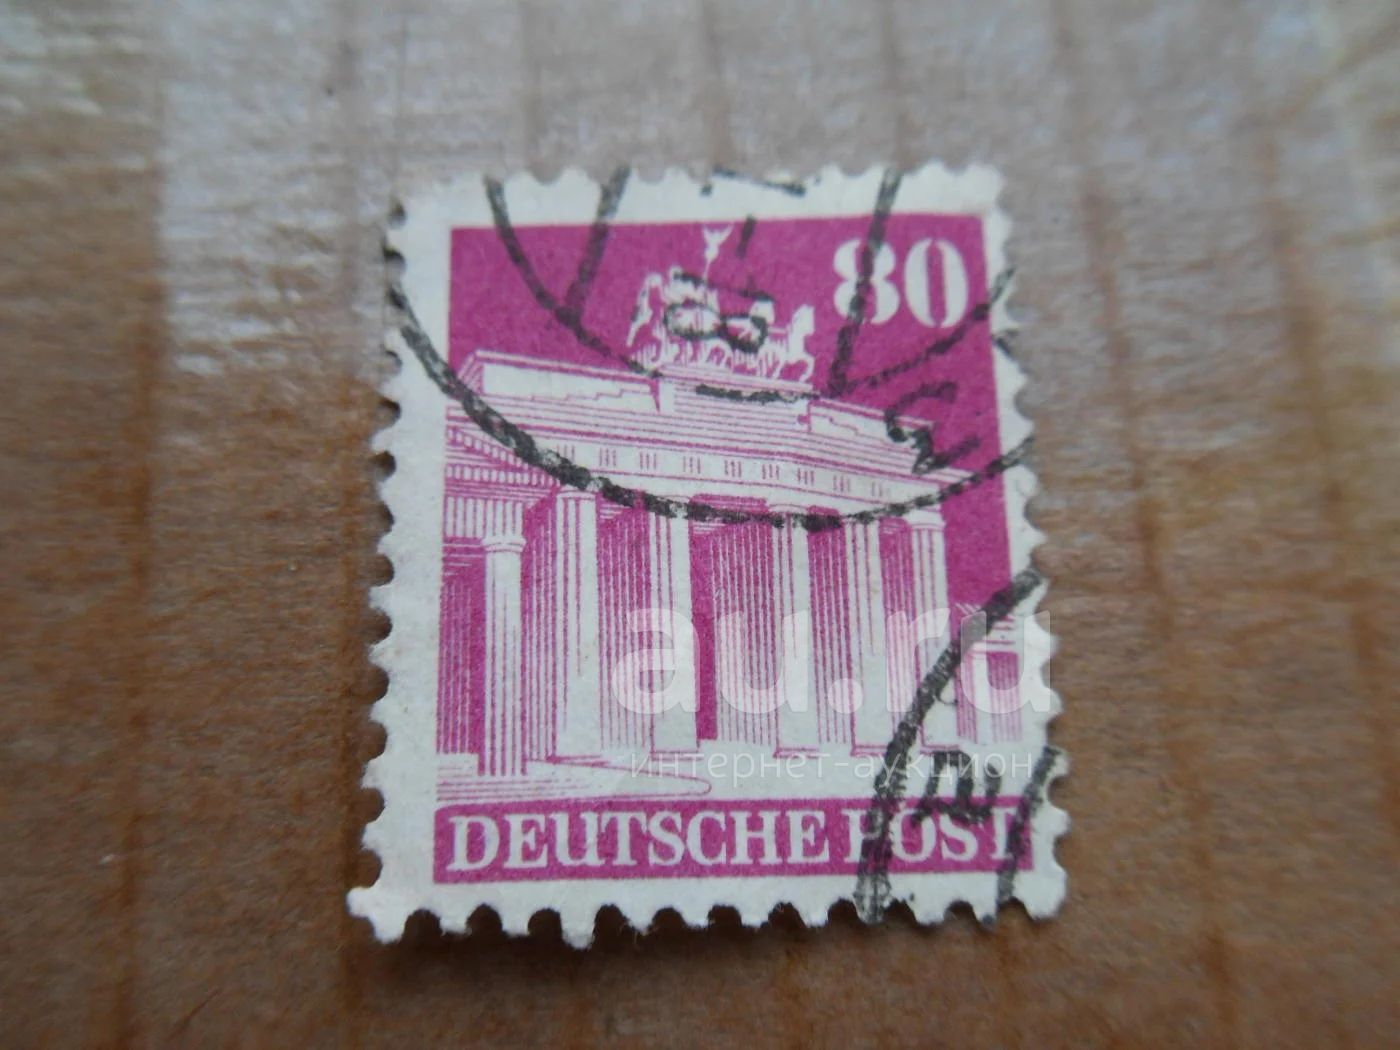 80
au.ru
интернет-аукцион
DEUTSCHE POST